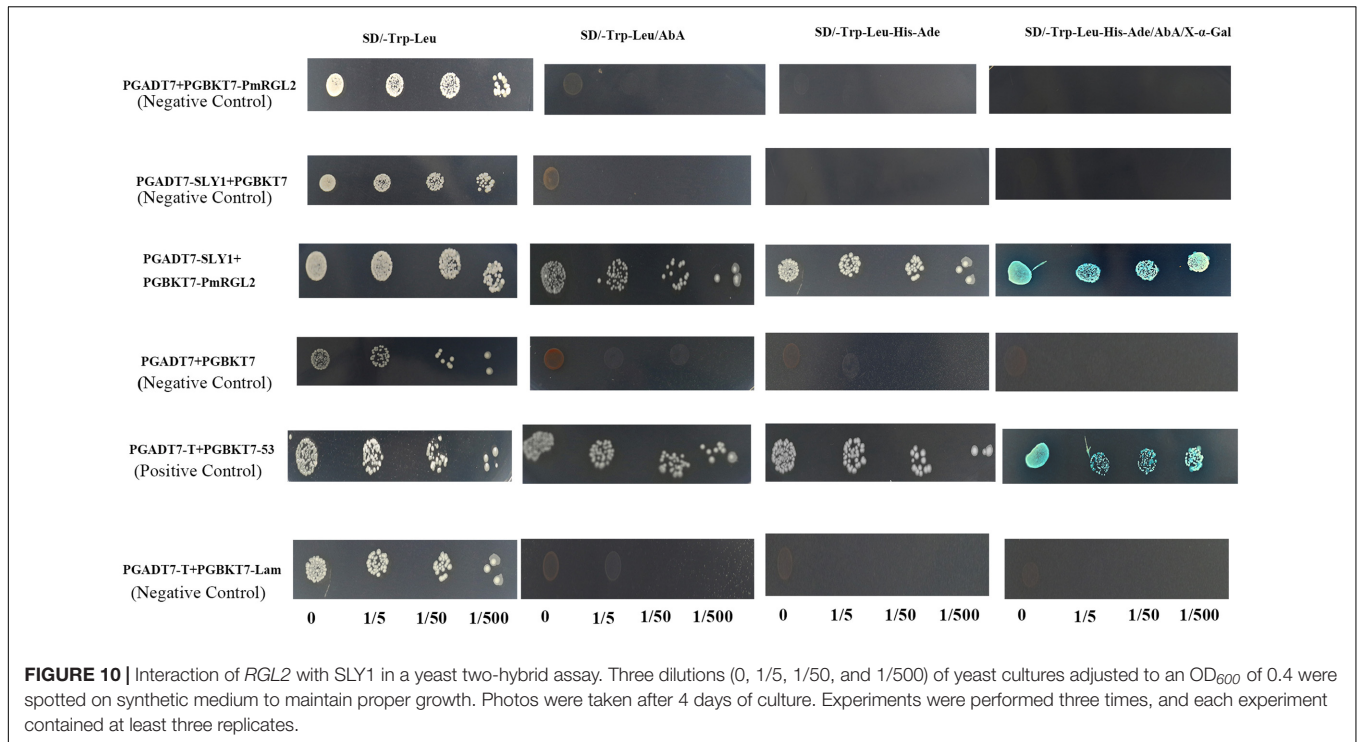 SD/-Trp-Leu SD/-Trp-Leu/AbA SD/-Trp-Leu-His-Ade SD/-Trp-Leu-His-Ade/AbA/X-α-Gal
PGADT7+PGBKT7-PmRGL2
(Negative Control)
PGADT7-SLY1+PGBKT7
(Negative Control)
PGADT7-SLY1+
PGBKT7-PmRGL2
PGADT7+PGBKT7
(Negative Control)
PGADT7-T+PGBKT7-53
(Positive Control)
PGADT7-T+PGBKT7-Lam
(Negative Control)
0 1/5 1/50 1/500 0 1/5 1/50 1/500 0 1/5 1/50 1/500 0 1/5 1/50 1/500
FIGURE 10 | Interaction of RGL2 with SLY1 in a yeast two-hybrid assay. Three dilutions (0, 1/5, 1/50, and 1/500) of yeast cultures adjusted to an OD600 of 0.4 were
spotted on synthetic medium to maintain proper growth. Photos were taken after 4 days of culture. Experiments were performed three times, and each experiment
contained at least three replicates.